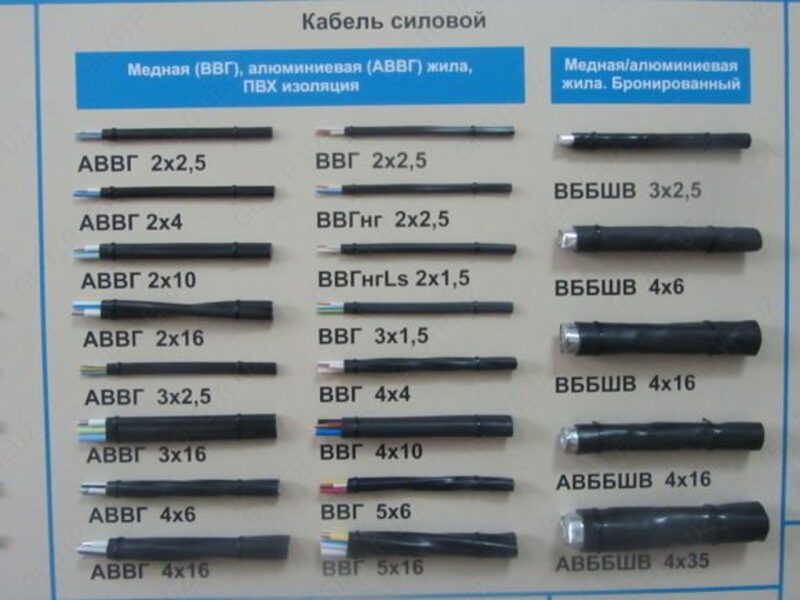 Кабель силовой
Медная (ВВГ), алюминиевая (АВВГ) жила,
ПВХ изоляция
АВВГ 2х2,5
АВВГ 2х4
АВВГ 2х10
АВВГ 2х16
АВВГ 3х2,5
АВВГ 3х16
АВВГ 4х6
АВВГ 4х16
ВВГ 2х2,5
ВВГнг 2х2,5
ВВГнгLs 2х1,5
ВВГ 3х1,5
ВВГ 4х4
ВВГ 4х10
ВВГ 5х6
ВВГ 5х16
Медная/алюминиевая
жила. Бронированный
ВББШВ 3х2,5
ВББШВ 4х6
ВББШВ 4х16
АВББШВ 4х16
АВББШВ 4х35